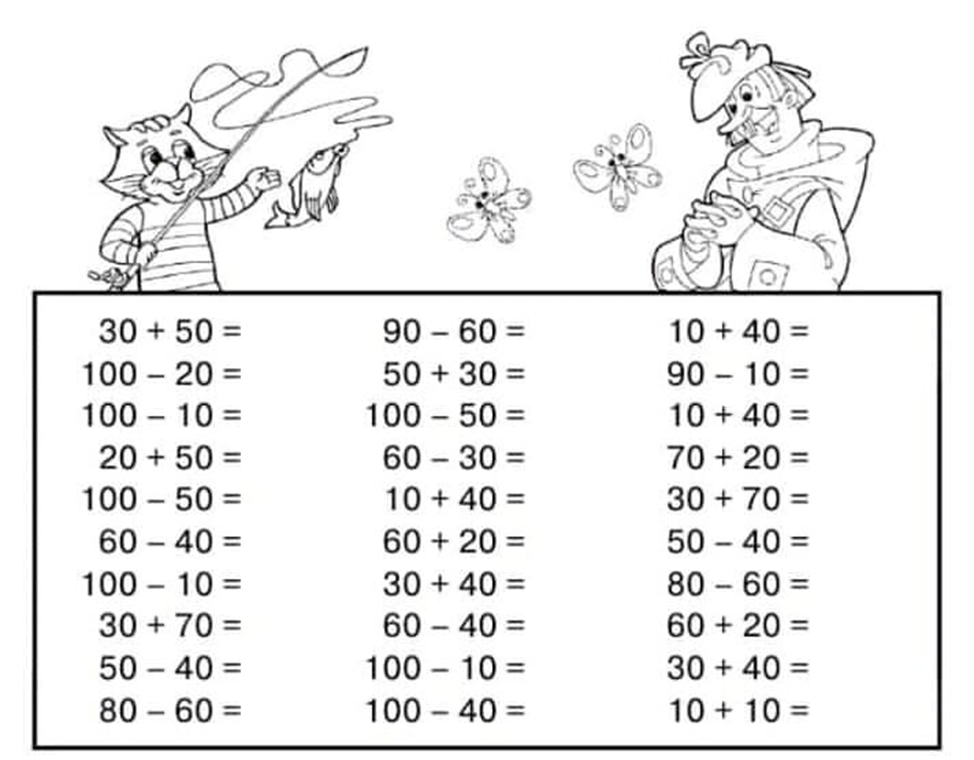 30 + 50 =
100 – 20 =
100 – 10 =
20 + 50 =
100 – 50 =
60 – 40 =
100 – 10 =
30 + 70 =
50 – 40 =
80 – 60 =
90 – 60 =
50 + 30 =
100 – 50 =
60 – 30 =
10 + 40 =
60 + 20 =
30 + 40 =
60 – 40 =
100 – 10 =
100 – 40 =
10 + 40 =
90 – 10 =
10 + 40 =
70 + 20 =
30 + 70 =
50 – 40 =
80 – 60 =
60 + 20 =
30 + 40 =
10 + 10 =